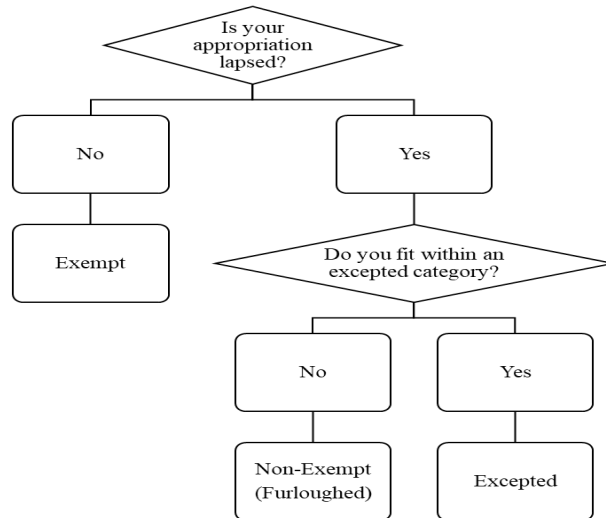 Is your
appropriation
lapsed?
No
Yes
Exempt
Do you fit within an
excepted category?
No
Yes
Non-Exempt
(Furloughed)
Excepted